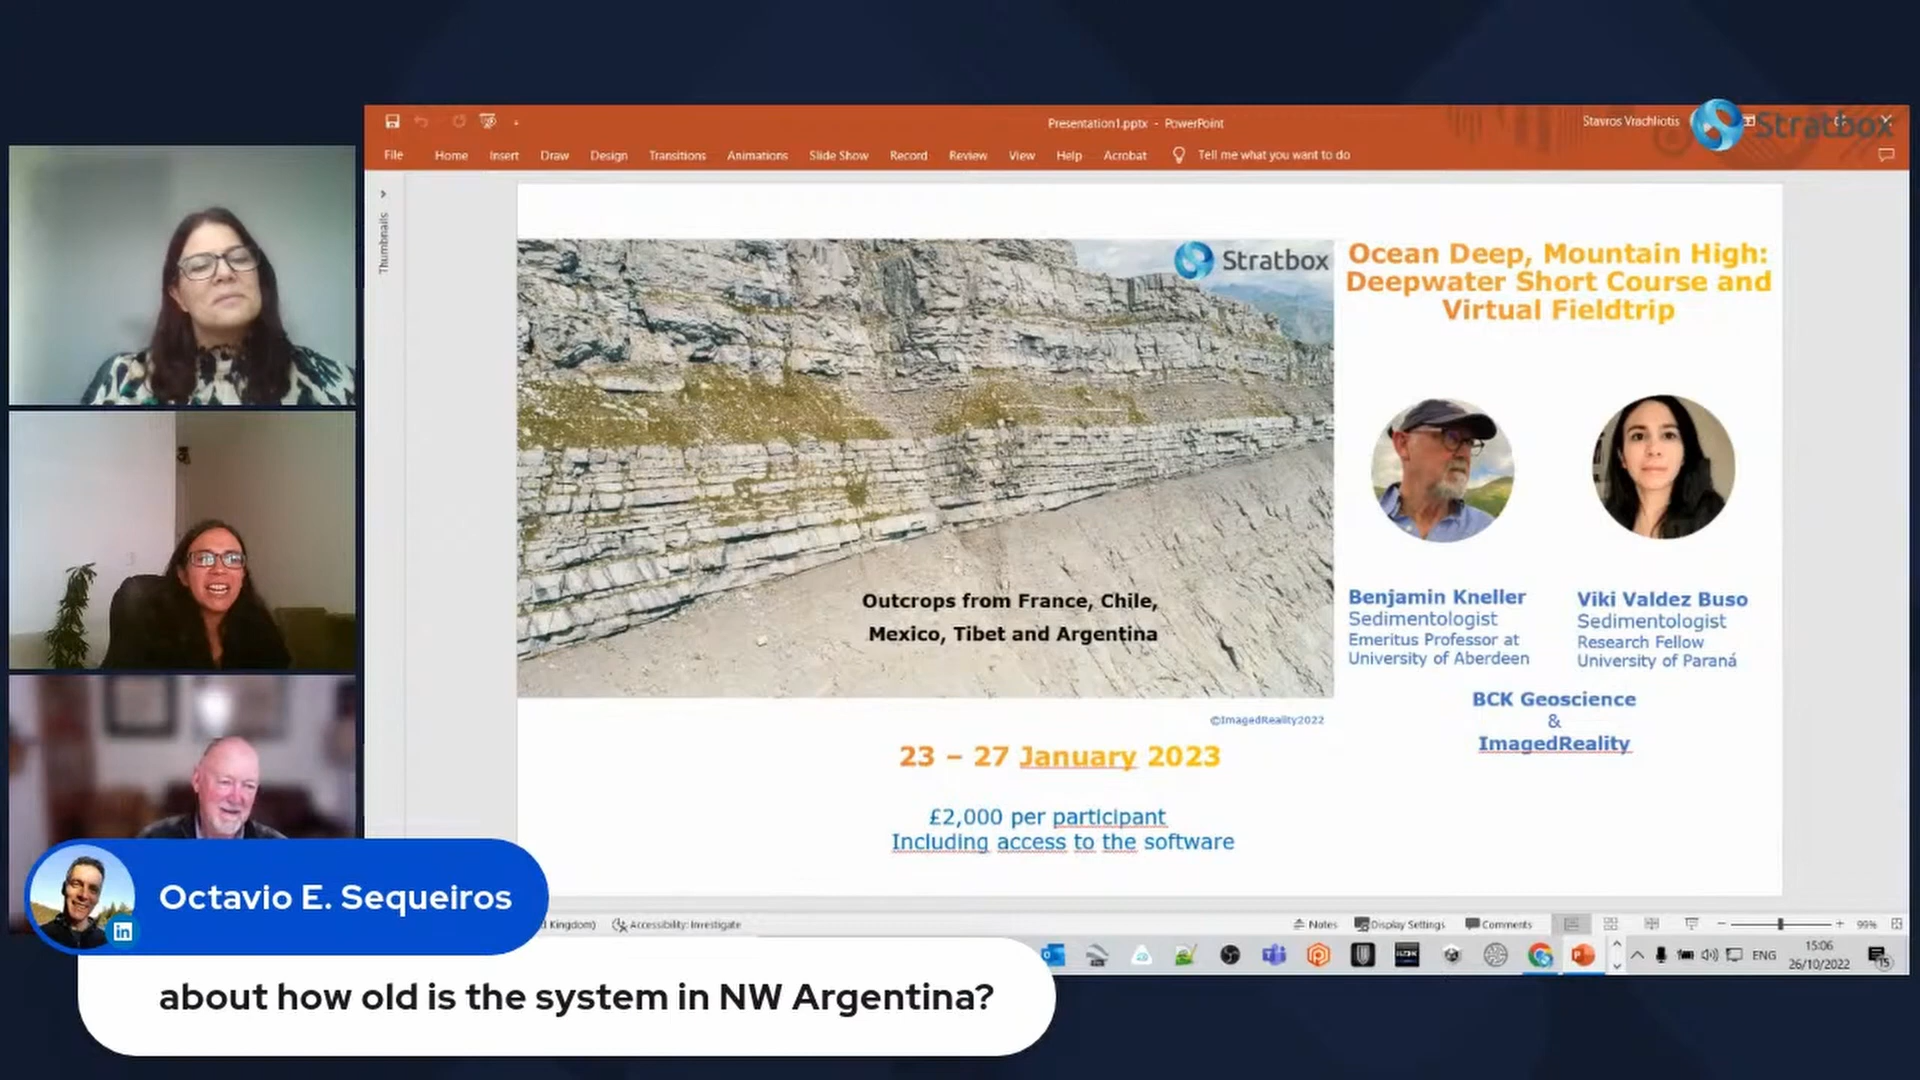 Presentation1.pptx - PowerPoint
Stavros Vrachliotis
Stratbox
File Home Insert Draw Design Transitions Animations Slide Show Record Review View Help Acrobat Tell me what you want to do
Thumbnails
Stratbox
Ocean Deep, Mountain High:
Deepwater Short Course and
Virtual Fieldtrip
Outcrops from France, Chile,
Mexico, Tibet and Argentina
©ImagedReality2022
Benjamin Kneller
Sedimentologist
Emeritus Professor at
University of Aberdeen
Viki Valdez Buso
Sedimentologist
Research Fellow
University of Paraná
BCK Geoscience
&
ImagedReality
23 – 27 January 2023
£2,000 per participant
Including access to the software
Kingdom) Accessibility: Investigate
Notes Display Settings Comments 99%
ENG
15:06
26/10/2022
15
Octavio E. Sequeiros
in
about how old is the system in NW Argentina?